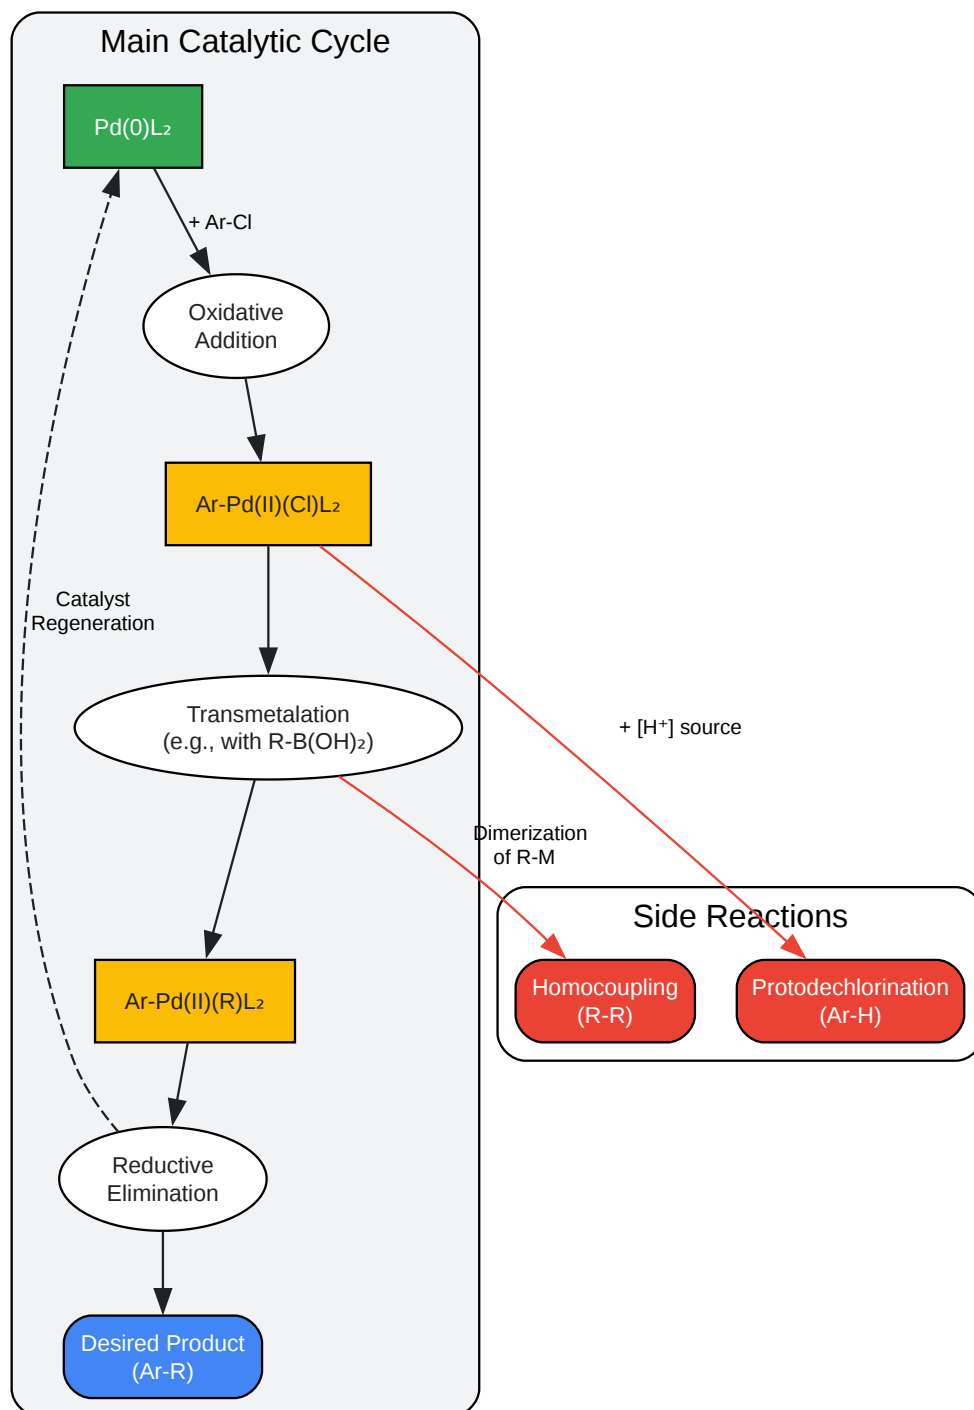 Main Catalytic Cycle
Pd(0)L₂
+ Ar-Cl
Oxidative
Addition
Ar-Pd(II)(Cl)L₂
Catalyst
Regeneration
Transmetalation
(e.g., with R-B(OH)₂)
+ [H⁺] source
Dimerization
of R-M
Side Reactions
Homocoupling
(R-R)
Protodechlorination
(Ar-H)
Ar-Pd(II)(R)L₂
Reductive
Elimination
Desired Product
(Ar-R)